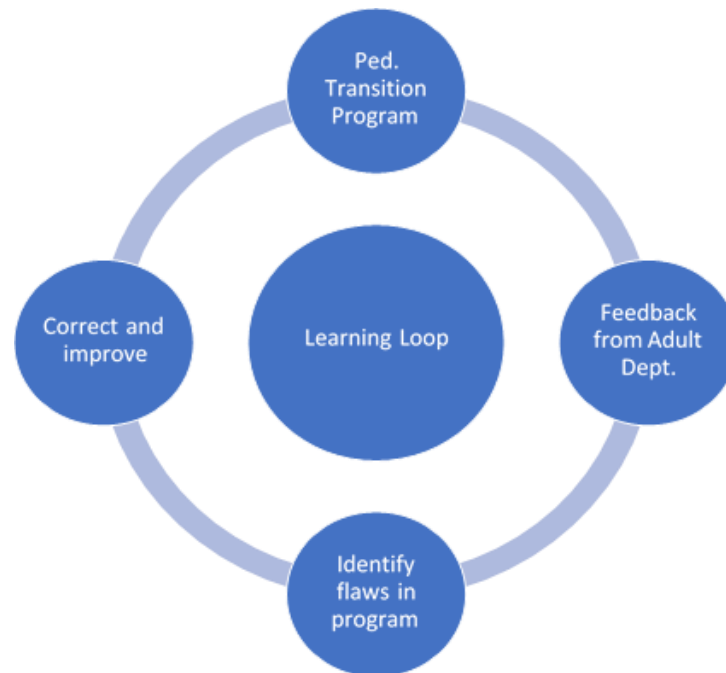 Ped.
Transition
Program
Correct and
improve
Learning Loop
Feedback
from Adult
Dept.
Identify
flaws in
program